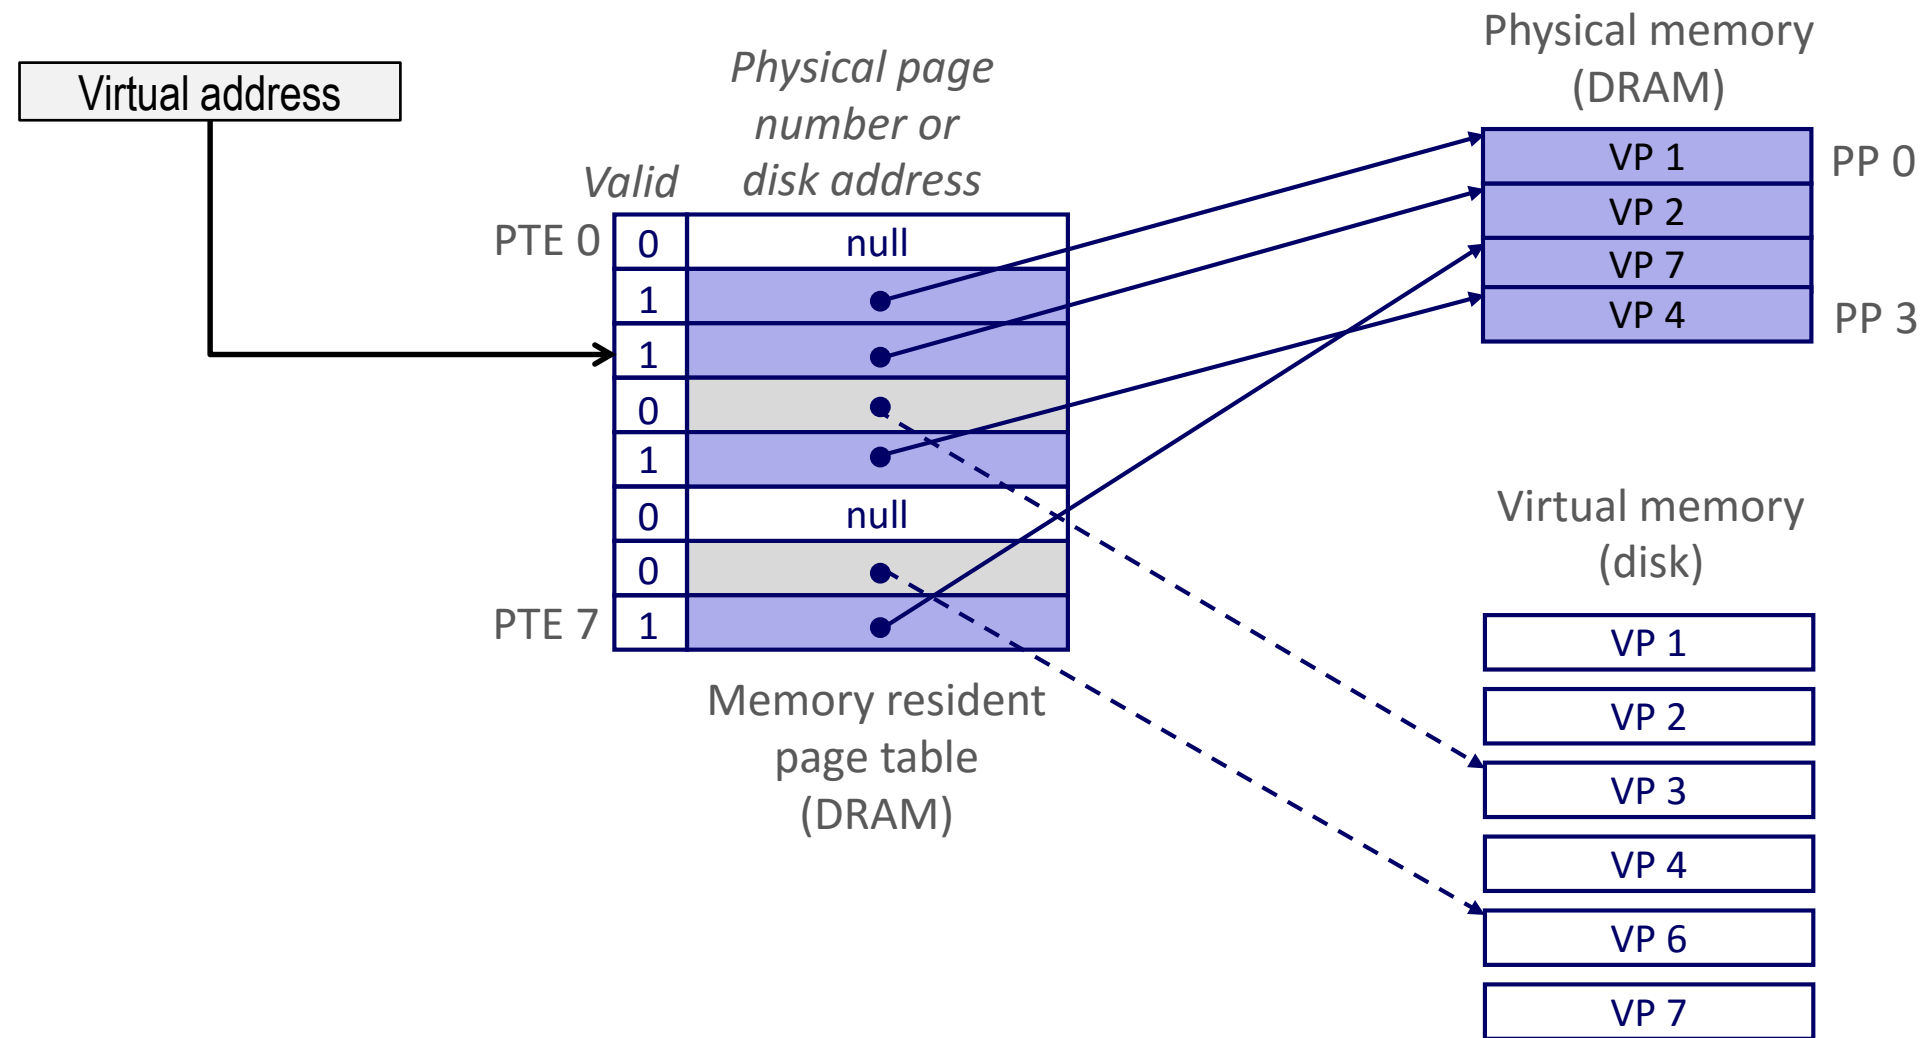 Virtual address
Physical page
number or
disk address
Valid
PTE 0
0
null
1
1
0
1
0
null
0
PTE 7
1
Memory resident
page table
(DRAM)
Physical memory
(DRAM)
VP 1
PP 0
VP 2
VP 7
VP 4
PP 3
Virtual memory
(disk)
VP 1
VP 2
VP 3
VP 4
VP 6
VP 7